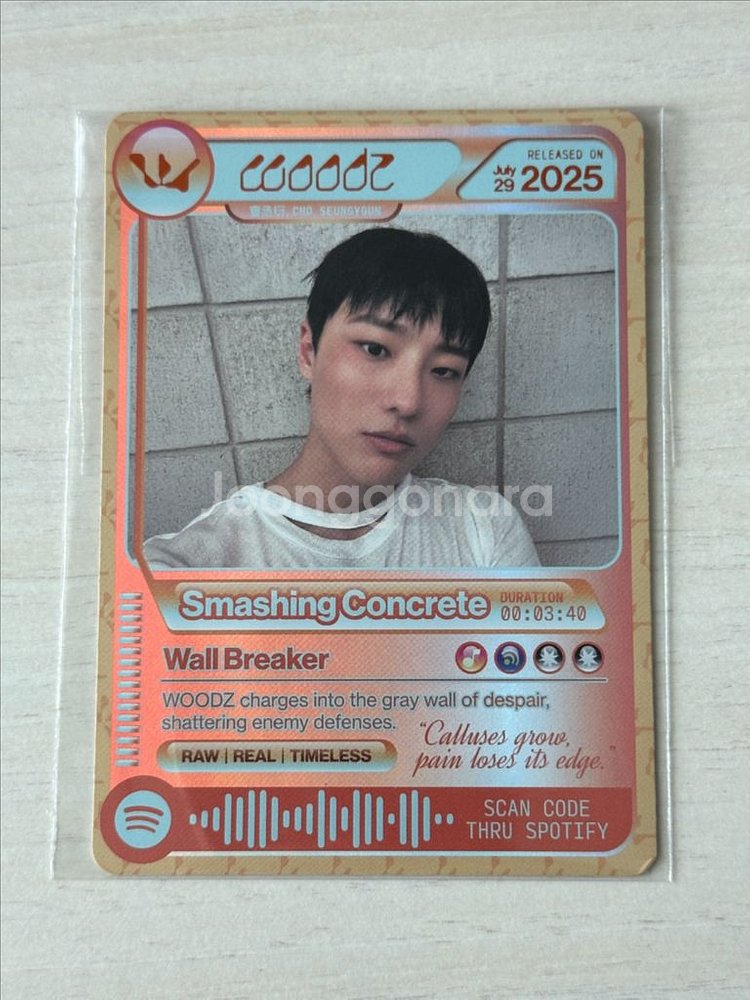 WOODZ
RELEASED ON
July 29 2025
CHO SEUNGYOUN
Joonggonara
Smashing Concrete
DURATION
00:03:40
Wall Breaker
WOODZ charges into the gray wall of despair,
shattering enemy defenses.
"Calluses grow,
pain loses its edge."
RAW | REAL | TIMELESS
SCAN CODE
THRU SPOTIFY